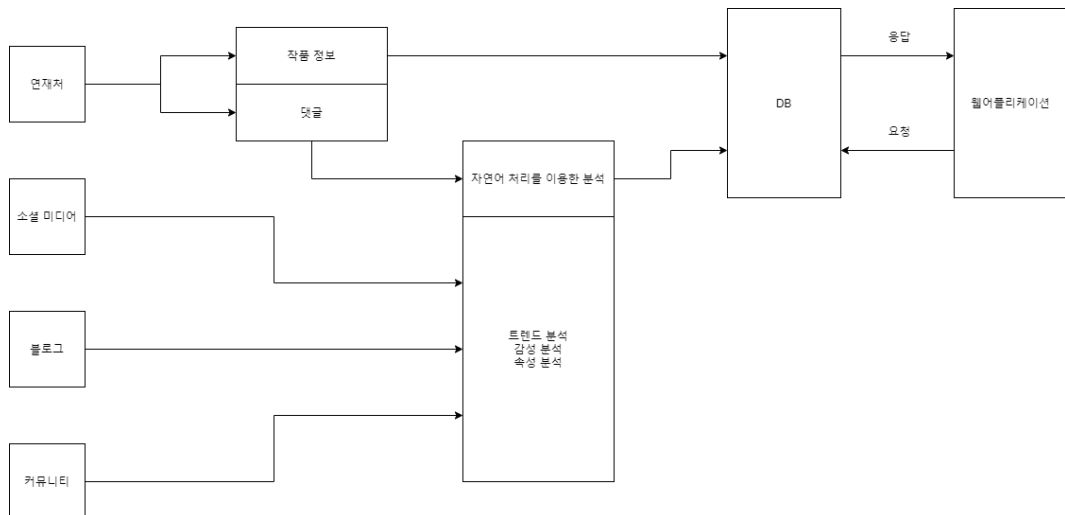 연재처
작품 정보
댓글
소셜 미디어
블로그
커뮤니티
자연어 처리를 이용한 분석
트렌드 분석
감성 분석
속성 분석
DB
응답
요청
웹어플리케이션